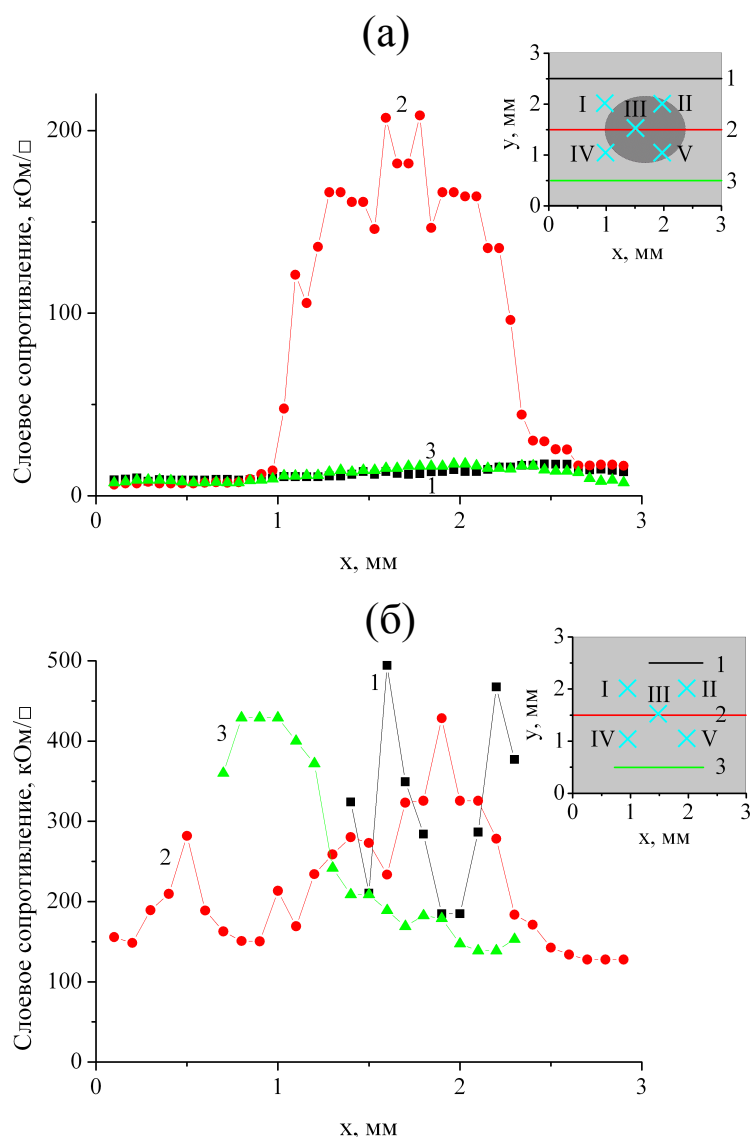 (а)
Слоевое сопротивление, кОм/□
200
100
0
0 1 2 3
х, мм
2
3
1
y, мм
3
2
1
0
0 1 2 3
х, мм
I III II
IV V
1
2
3
(б)
Слоевое сопротивление, кОм/□
500
400
300
200
100
0
0 1 2 3
х, мм
1
3
2
y, мм
3
2
1
0
0 1 2 3
х, мм
1
I III II
2
IV V
3